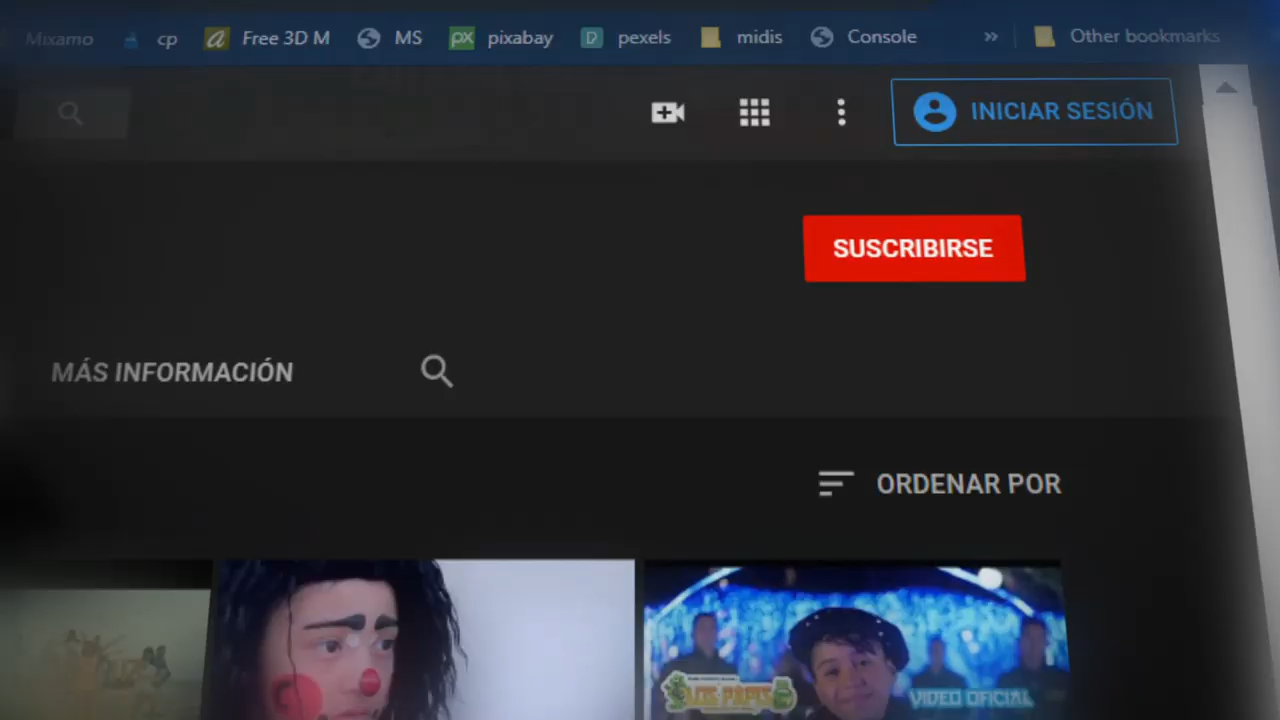 Mixamo cp a Free 3D M MS px pixabay D pexels midis Console » Other bookmarks
INICIAR SESIÓN
SUSCRIBIRSE
MÁS INFORMACIÓN
ORDENAR POR
VIDEO OFICIAL